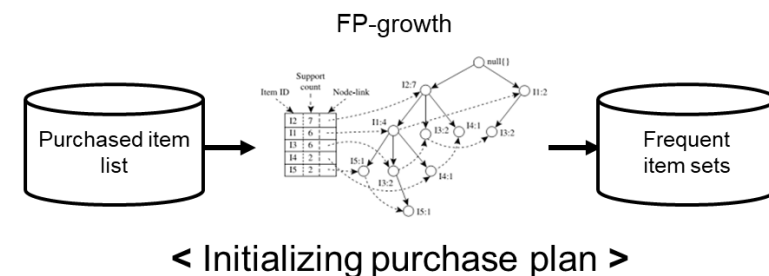 FP-growth
Support
count
Item ID
Node-link
I2 7
I1 6
I3 6
I4 2
I5 2
null{}
I2:7
I1:2
I1:4
I3:2
I4:1
I3:2
I5:1
I3:2
I4:1
I5:1
Purchased item
list
Frequent
item sets
< Initializing purchase plan >